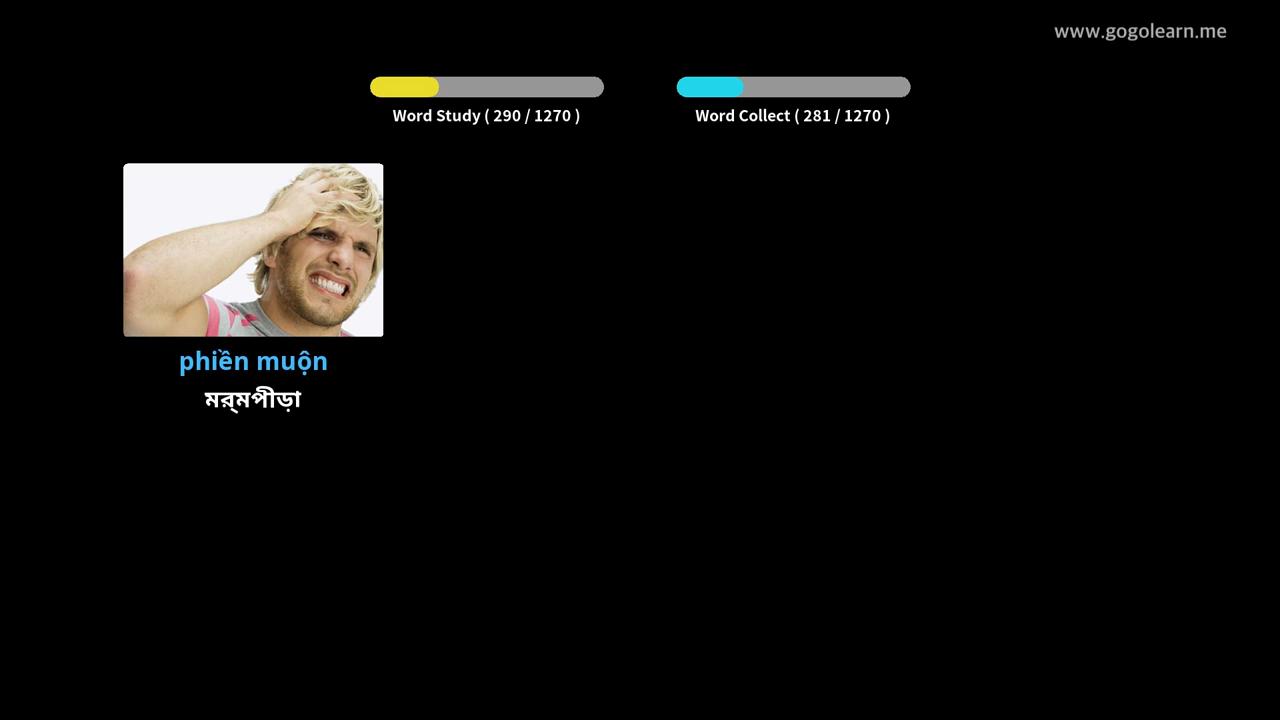 www.gogolearn.me
Word Study ( 290 / 1270 )
Word Collect ( 281 / 1270 )
phiền muộn
মর্মপীড়া